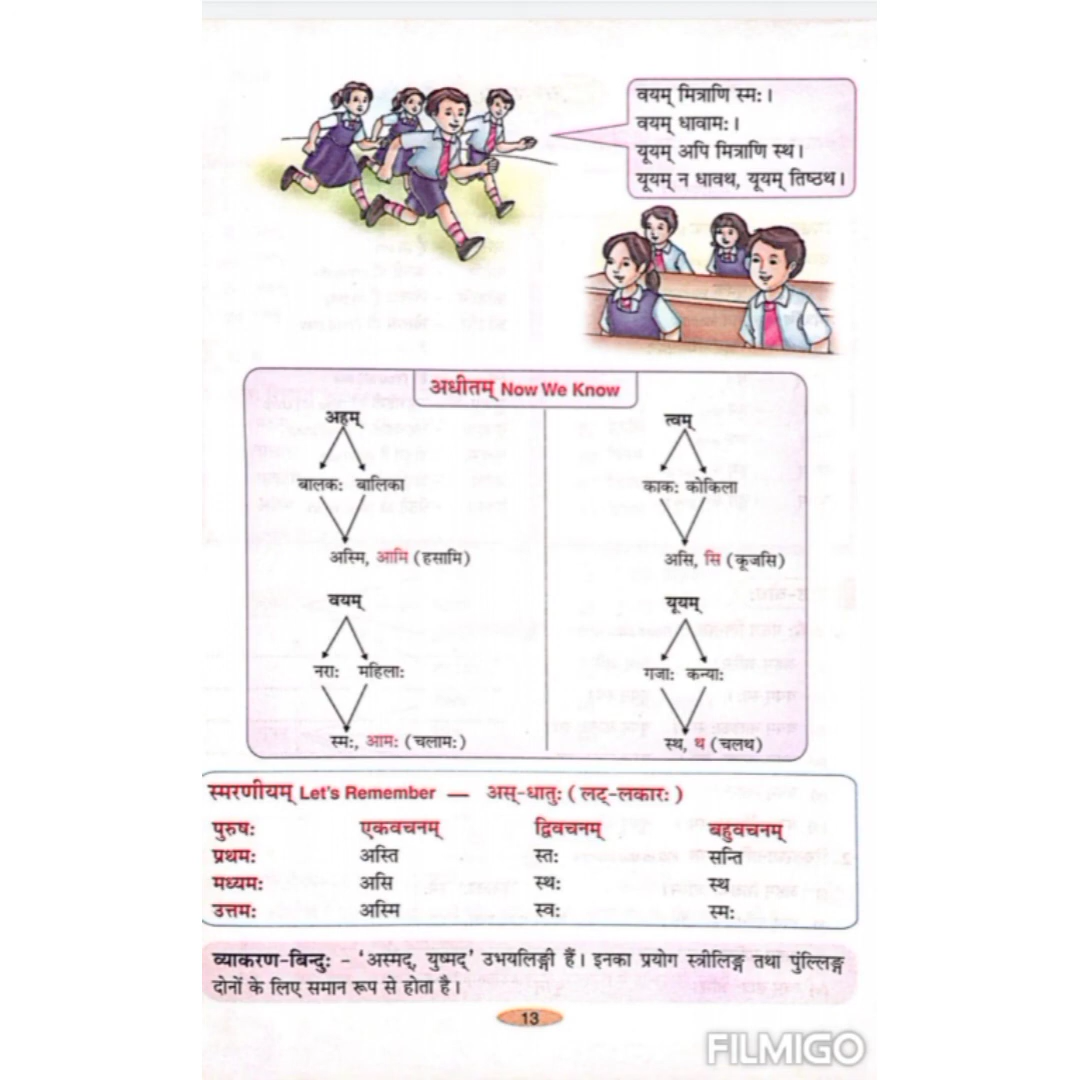 वयम् मित्राणि स्मः।
वयम् धावामः।
यूयम् अपि मित्राणि स्थ।
यूयम् न धावथ, यूयम् तिष्ठथ।
अधीतम् Now We Know
अहम्
बालकः बालिका
अस्मि, आमि (हसामि)
त्वम्
काकः कोकिला
असि, सि (कूजसि)
वयम्
नराः महिलाः
स्मः, आमः (चलामः)
यूयम्
गजाः कन्याः
स्थ, थ (चलथ)
स्मरणीयम् Let's Remember — अस्-धातुः (लट्-लकारः)
पुरुषः एकवचनम् द्विवचनम् बहुवचनम्
प्रथमः अस्ति स्तः सन्ति
मध्यमः असि स्थः स्थ
उत्तमः अस्मि स्वः स्मः
व्याकरण-बिन्दुः – 'अस्मद्, युष्मद्' उभयलिङ्गी हैं। इनका प्रयोग स्त्रीलिङ्ग तथा पुंल्लिङ्ग
दोनों के लिए समान रूप से होता है।
13
FILMIGO